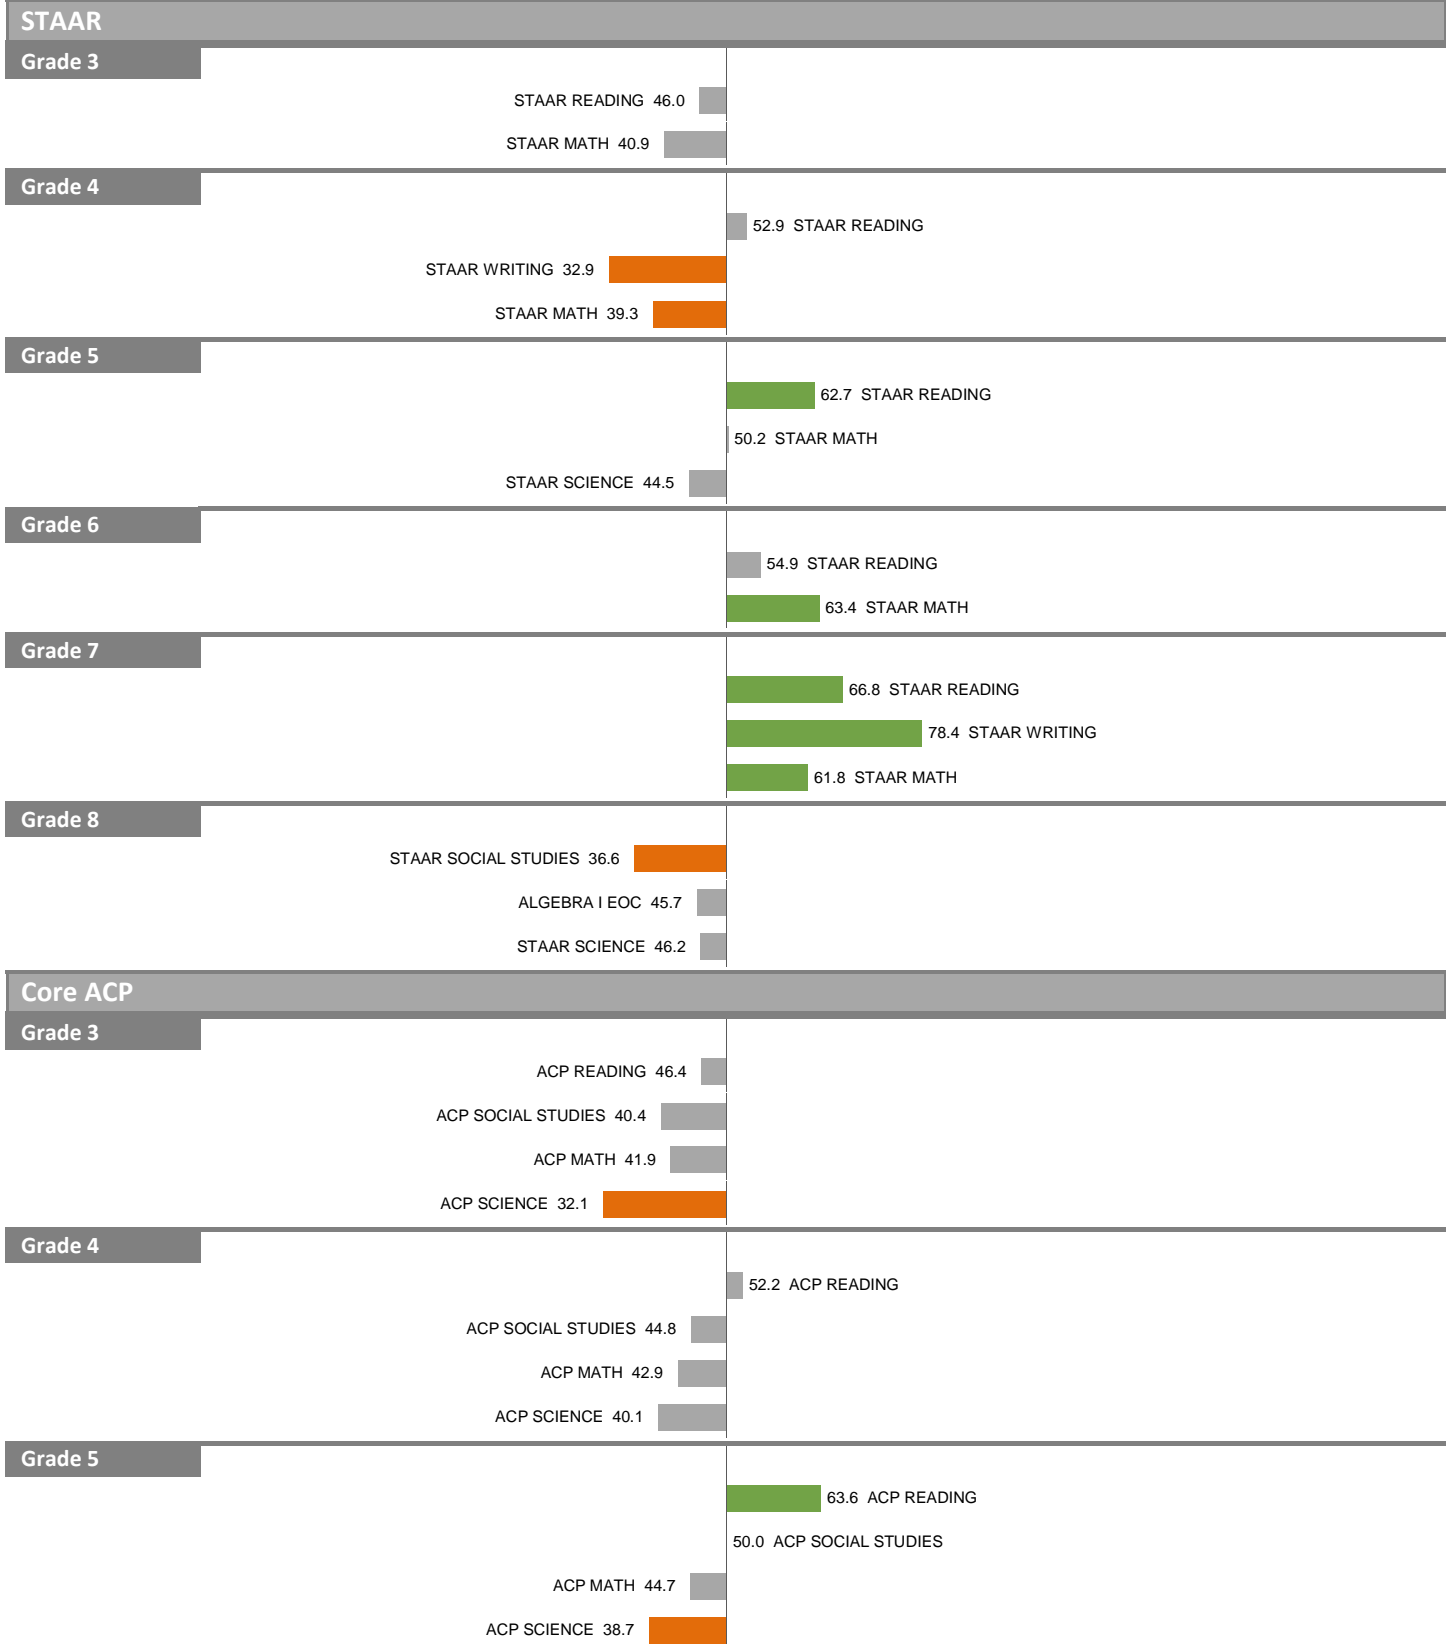 STAAR
Grade 3
STAAR READING 46.0
STAAR MATH 40.9
Grade 4
52.9 STAAR READING
STAAR WRITING 32.9
STAAR MATH 39.3
Grade 5
62.7 STAAR READING
50.2 STAAR MATH
STAAR SCIENCE 44.5
Grade 6
54.9 STAAR READING
63.4 STAAR MATH
Grade 7
66.8 STAAR READING
78.4 STAAR WRITING
61.8 STAAR MATH
Grade 8
STAAR SOCIAL STUDIES 36.6
ALGEBRA I EOC 45.7
STAAR SCIENCE 46.2
Core ACP
Grade 3
ACP READING 46.4
ACP SOCIAL STUDIES 40.4
ACP MATH 41.9
ACP SCIENCE 32.1
Grade 4
52.2 ACP READING
ACP SOCIAL STUDIES 44.8
ACP MATH 42.9
ACP SCIENCE 40.1
Grade 5
63.6 ACP READING
50.0 ACP SOCIAL STUDIES
ACP MATH 44.7
ACP SCIENCE 38.7